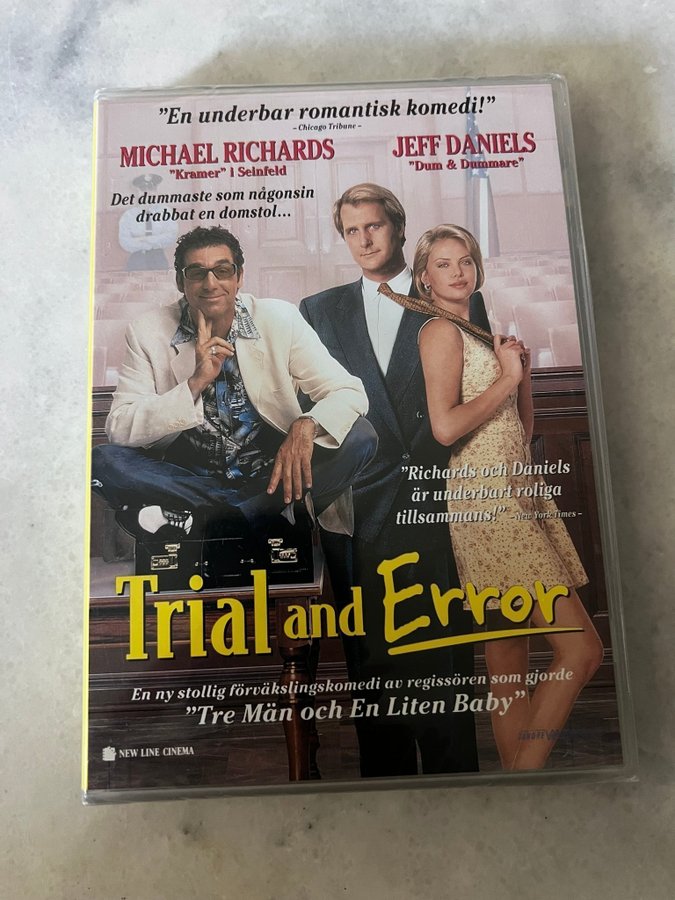 "En underbar romantisk komedi!"
– Chicago Tribune –
MICHAEL RICHARDS
"Kramer" i Seinfeld
JEFF DANIELS
"Dum & Dummare"
Det dummaste som någonsin
drabbat en domstol...
"Richards och Daniels
är underbart roliga
tillsammans!" – New York Times –
Trial and Error
En ny stollig förväkslingskomedi av regissören som gjorde
"Tre Män och En Liten Baby"
NEW LINE CINEMA